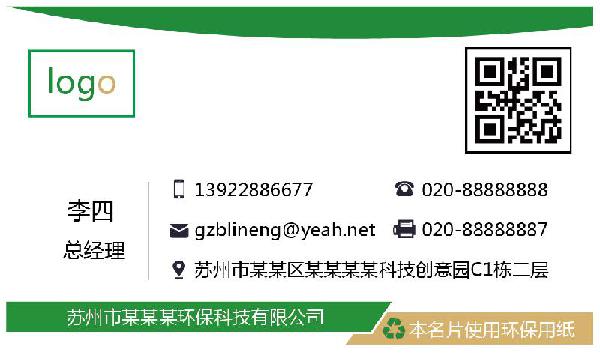 logo
李四
总经理
13922886677
020-88888888
gzblineng@yeah.net
020-88888887
苏州市某某区某某某某科技创意园C1栋二层
苏州市某某某环保科技有限公司
本名片使用环保用纸